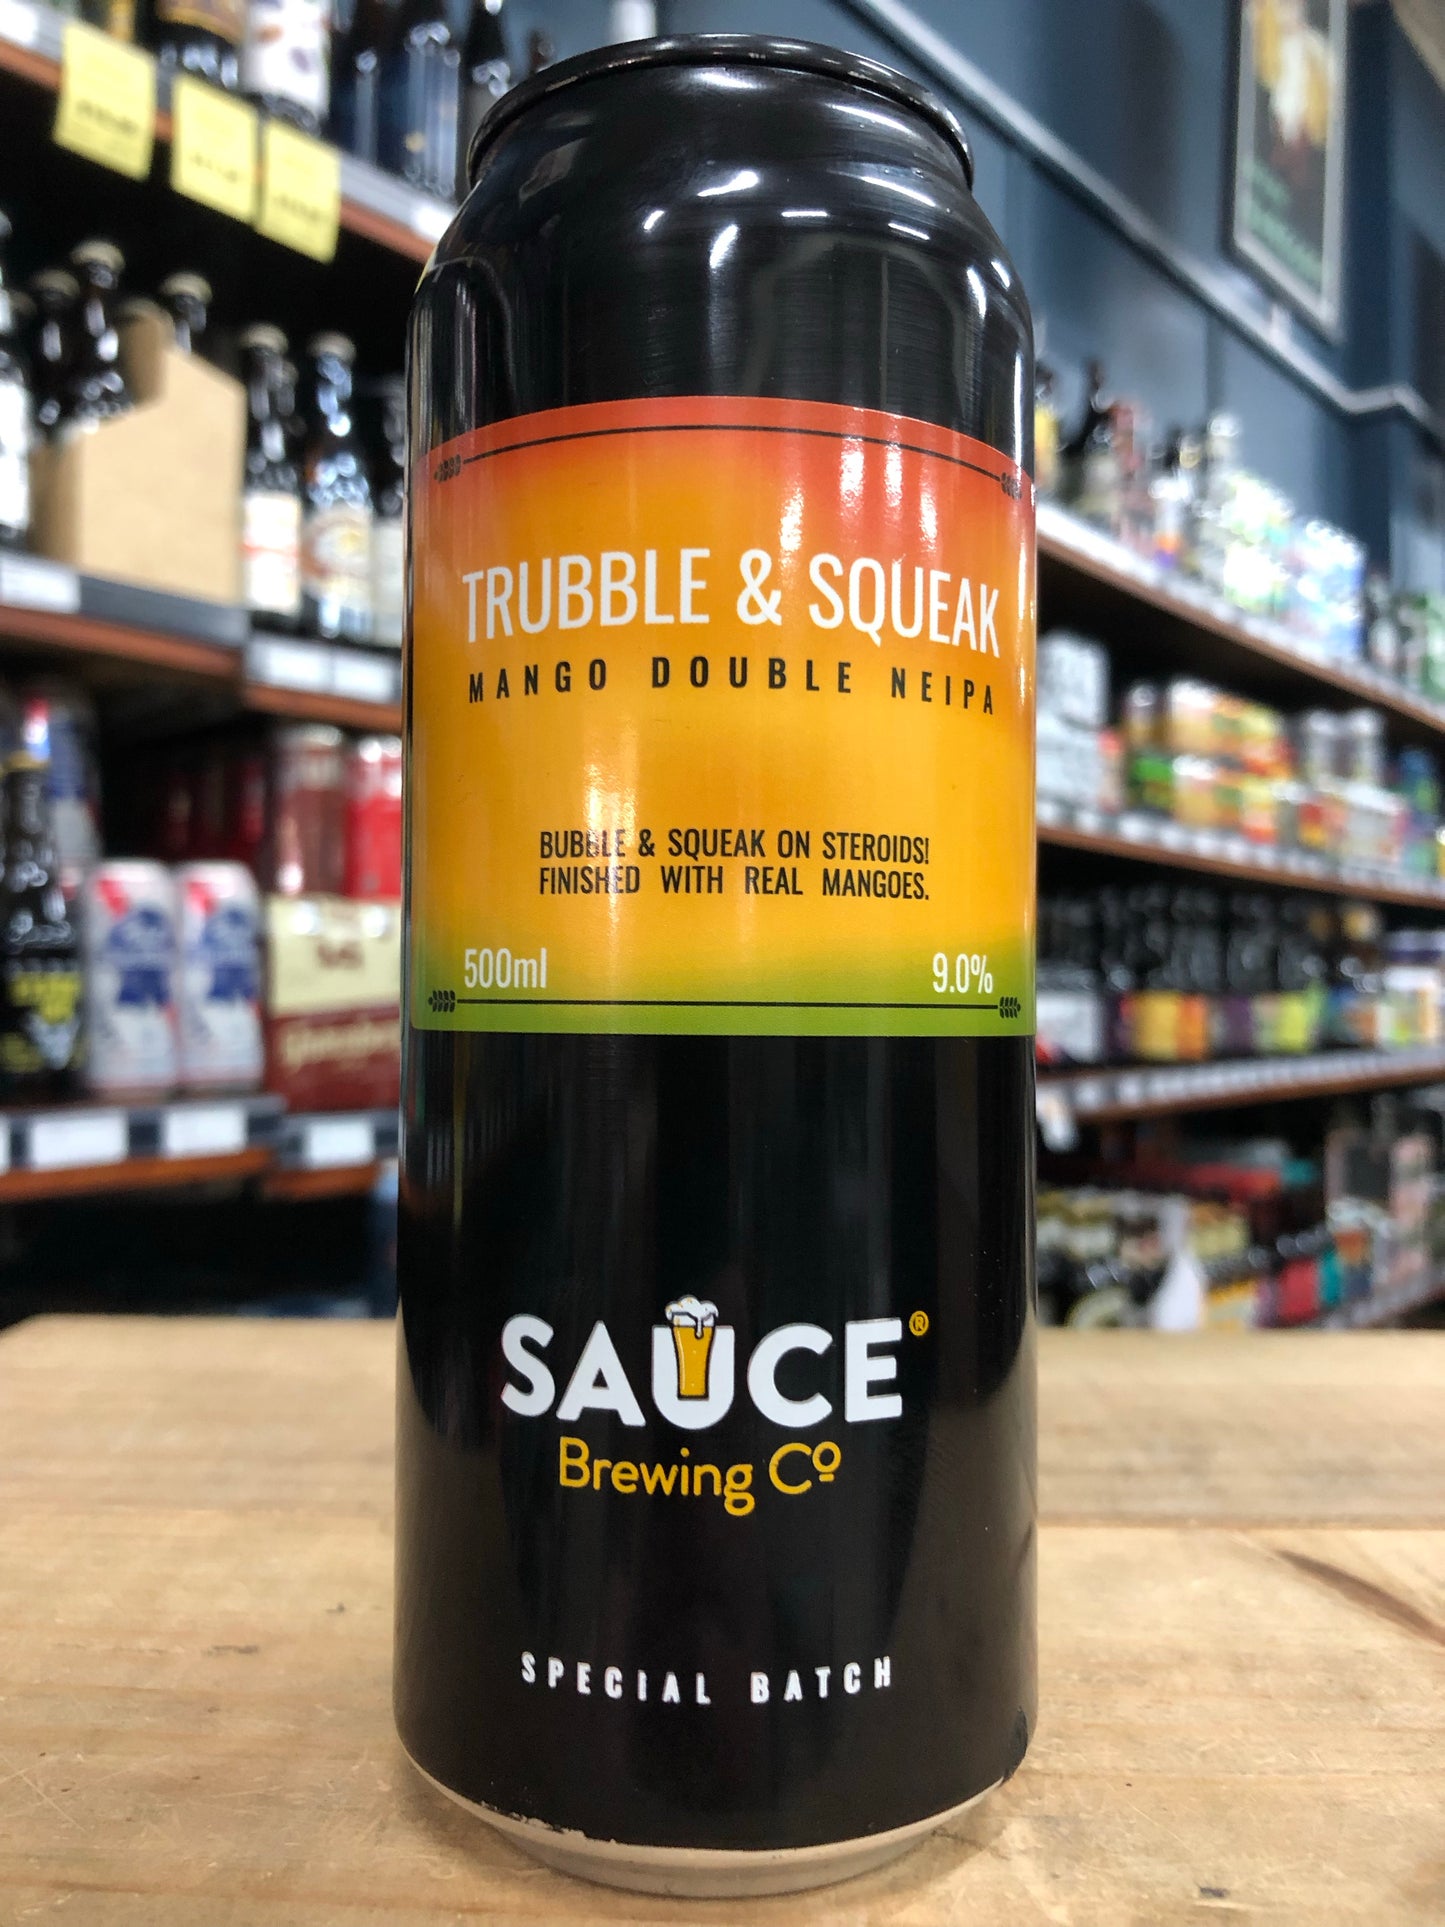 TRUBBLE & SQUEAK
MANGO DOUBLE NEIPA
BUBBLE & SQUEAK ON STEROIDS!
FINISHED WITH REAL MANGOES.
500ml 9.0%
SAUCE®
Brewing Cº
SPECIAL BATCH